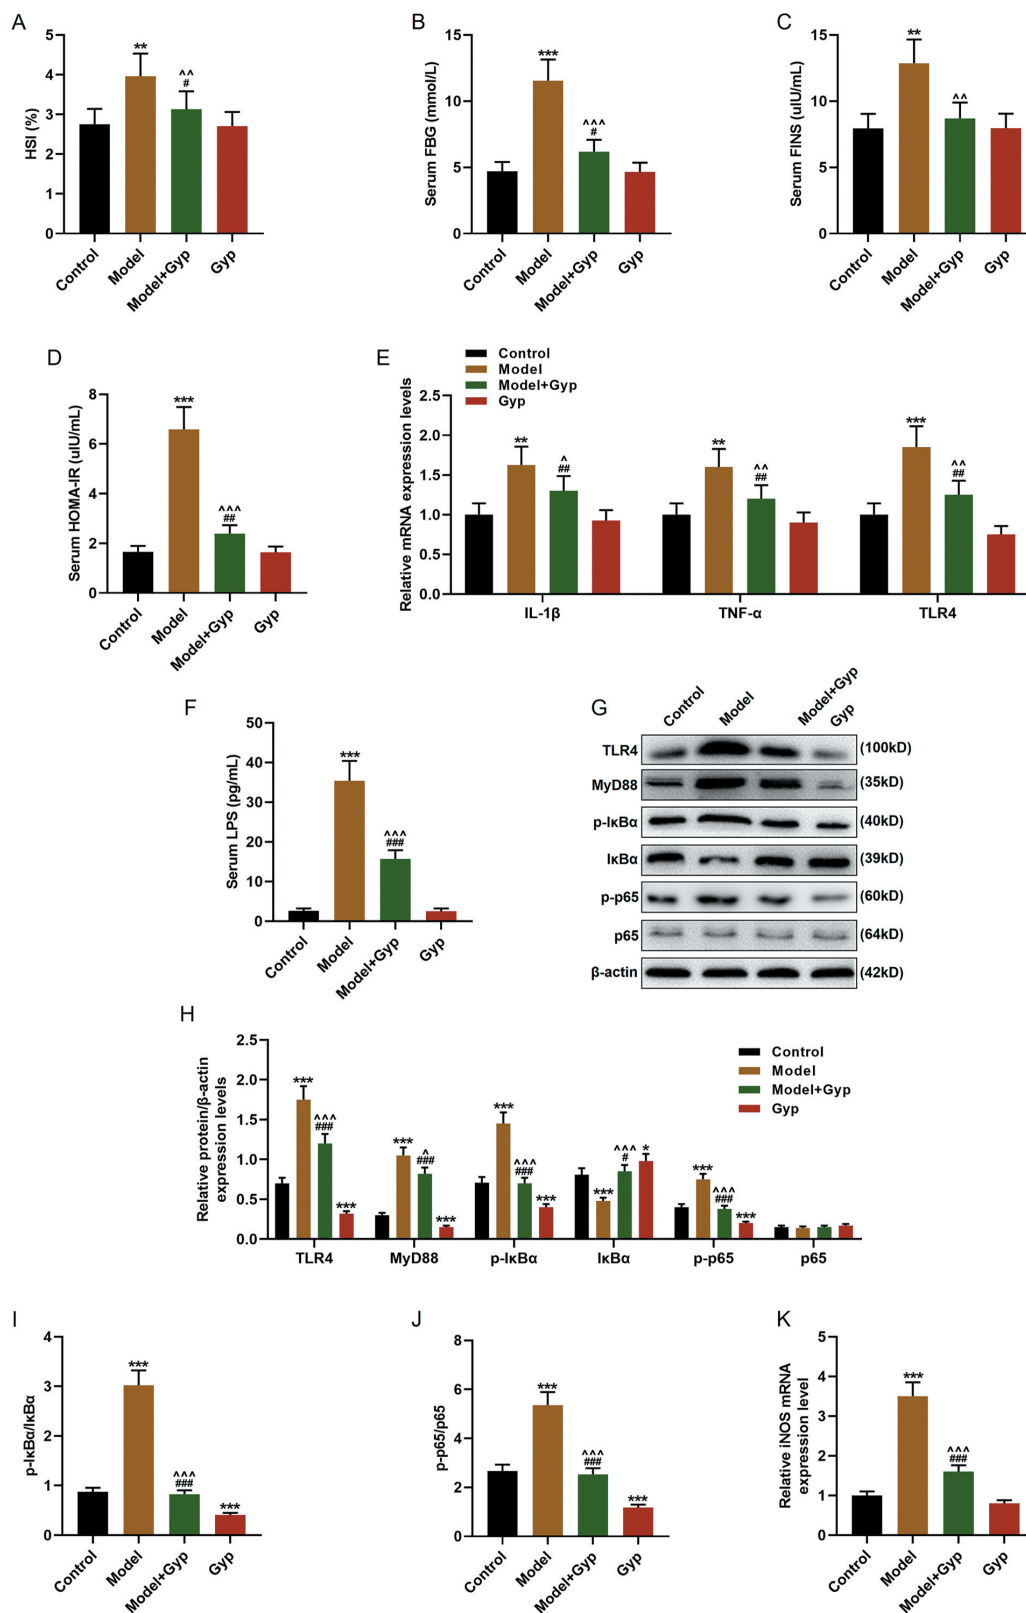 A
HSI (%)
5
4
3
2
1
0
**
^^
#
Control
Model
Model+Gyp
Gyp
B
Serum FBG (mmol/L)
15
10
5
0
***
^^^
#
Control
Model
Model+Gyp
Gyp
C
Serum FINS (uIU/mL)
15
10
5
0
**
^^
Control
Model
Model+Gyp
Gyp
D
Serum HOMA-IR (uIU/mL)
8
6
4
2
0
***
^^^
##
Control
Model
Model+Gyp
Gyp
E
Control
Model
Model+Gyp
Gyp
Relative mRNA expression levels
2.5
2.0
1.5
1.0
0.5
0.0
**
^
##
**
^^
##
***
^^
##
IL-1β
TNF-α
TLR4
F
Serum LPS (pg/mL)
50
40
30
20
10
0
***
^^^
###
Control
Model
Model+Gyp
Gyp
G
Control
Model
Model+Gyp
Gyp
TLR4 (100kD)
MyD88 (35kD)
p-IκBα (40kD)
IκBα (39kD)
p-p65 (60kD)
p65 (64kD)
β-actin (42kD)
H
Relative protein/β-actin
expression levels
2.5
2.0
1.5
1.0
0.5
0.0
Control
Model
Model+Gyp
Gyp
***
^^^
###
***
***
^
###
***
***
^^^
###
***
***
^^^
#
*
***
^^^
###
***
TLR4
MyD88
p-IκBα
IκBα
p-p65
p65
I
p-IκBα/IκBα
4
3
2
1
0
***
^^^
###
***
Control
Model
Model+Gyp
Gyp
J
p-p65/p65
8
6
4
2
0
***
^^^
###
***
Control
Model
Model+Gyp
Gyp
K
Relative iNOS mRNA
expression level
5
4
3
2
1
0
***
^^^
###
Control
Model
Model+Gyp
Gyp